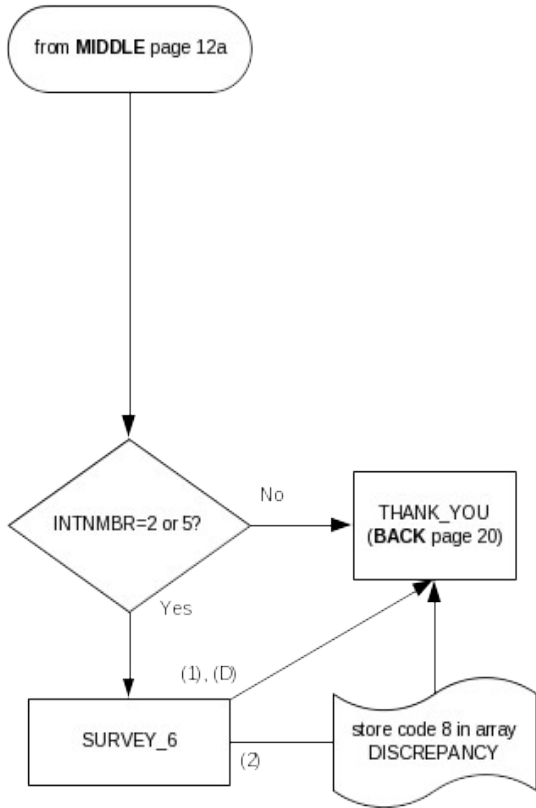 from MIDDLE page 12a
INTNMBR=2 or 5?
No
THANK_YOU
(BACK page 20)
Yes
(1), (D)
SURVEY_6
(2)
store code 8 in array
DISCREPANCY